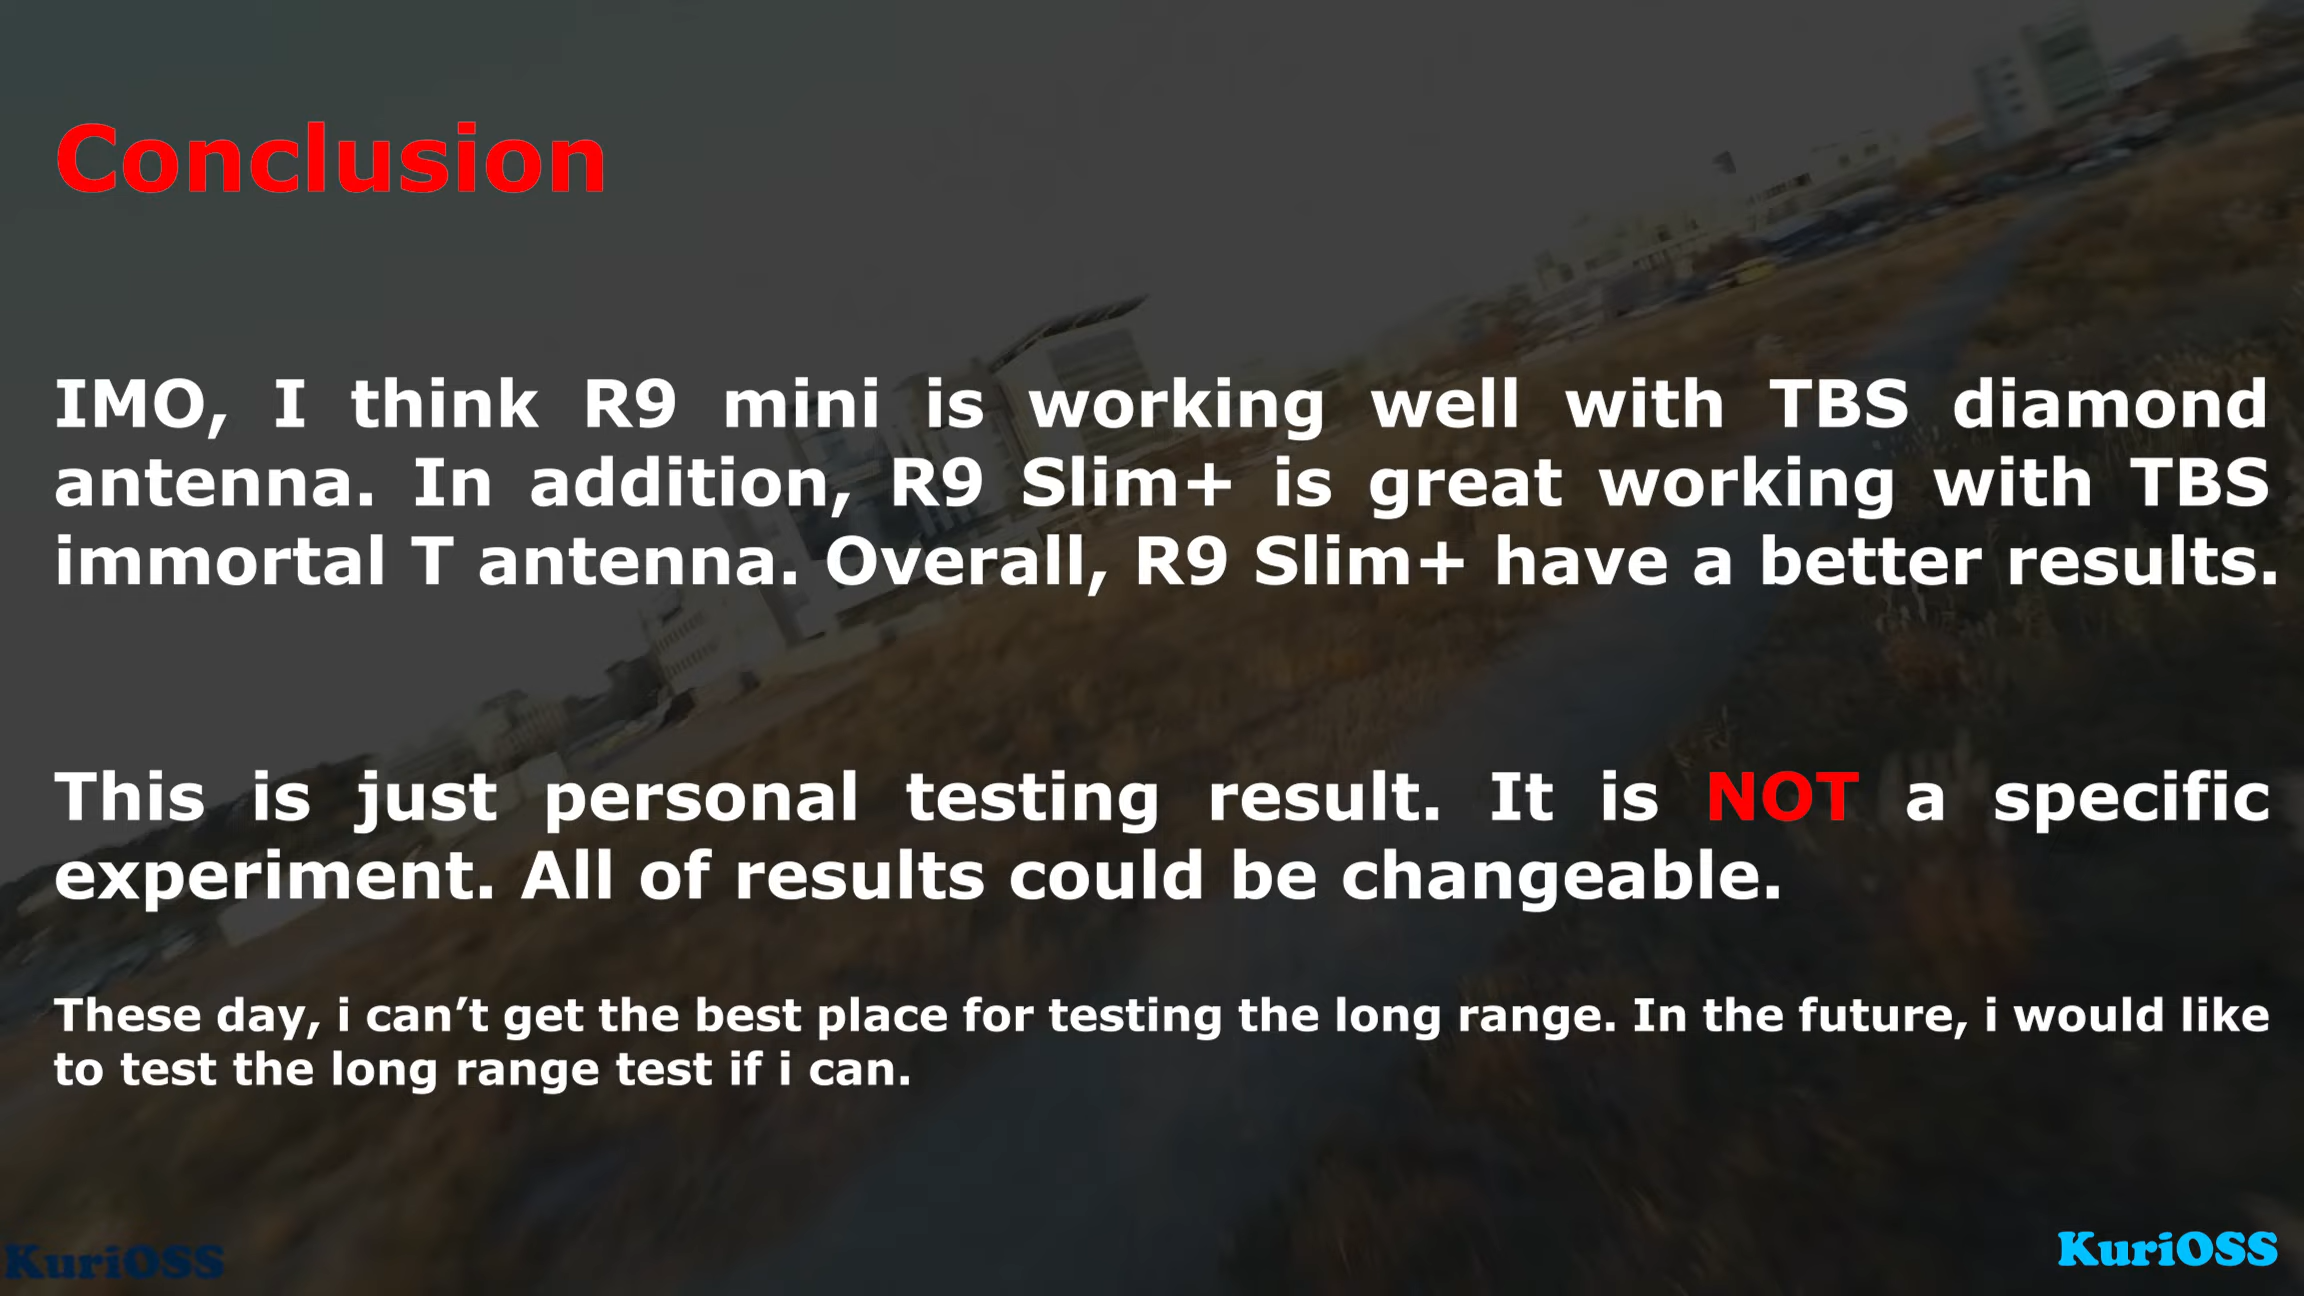 Conclusion
IMO, I think R9 mini is working well with TBS diamond
antenna. In addition, R9 Slim+ is great working with TBS
immortal T antenna. Overall, R9 Slim+ have a better results.
This is just personal testing result. It is NOT a specific
experiment. All of results could be changeable.
These day, i can’t get the best place for testing the long range. In the future, i would like
to test the long range test if i can.
KuriOSS
KuriOSS